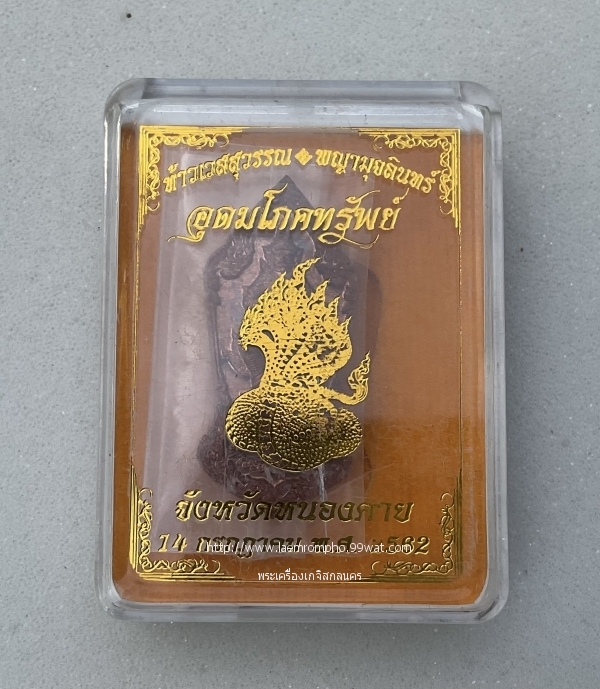 ท้าวเวสสุวรรณ พญามุจลินทร์
อุดมโภคทรัพย์
จังหวัดหนองคาย
14 กรกฎาคม พ.ศ. 2562
http://www.laemrompho.99wat.com/
พระเครื่องเกจิสกลนคร